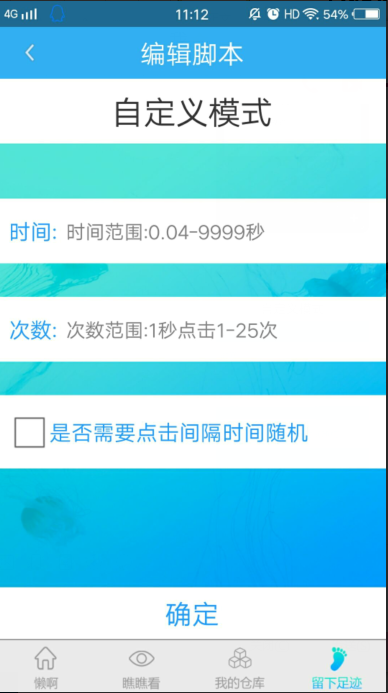 4G 11:12 HD 54%
编辑脚本
自定义模式
时间: 时间范围:0.04-9999秒
次数: 次数范围:1秒点击1-25次
是否需要点击间隔时间随机
确定
懒啊 瞧瞧看 我的仓库 留下足迹